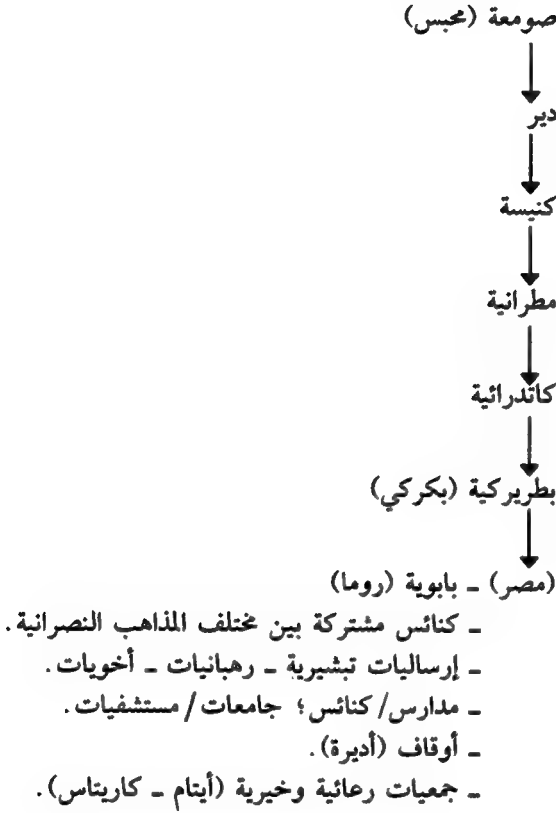 صومعة (محبس)
دير
كنيسة
مطرانية
كاتدرائية
بطريركية (بكركي)
(مصر) ـ بابوية (روما)
ـ كنائس مشتركة بين مختلف المذاهب النصرانية.
ـ إرساليات تبشيرية ـ رهبانيات ـ أخويات.
ـ مدارس/كنائس؛ جامعات/مستشفيات.
ـ أوقاف (أديرة).
ـ جمعيات رعائية وخيرية (أيتام ـ كاريتاس).